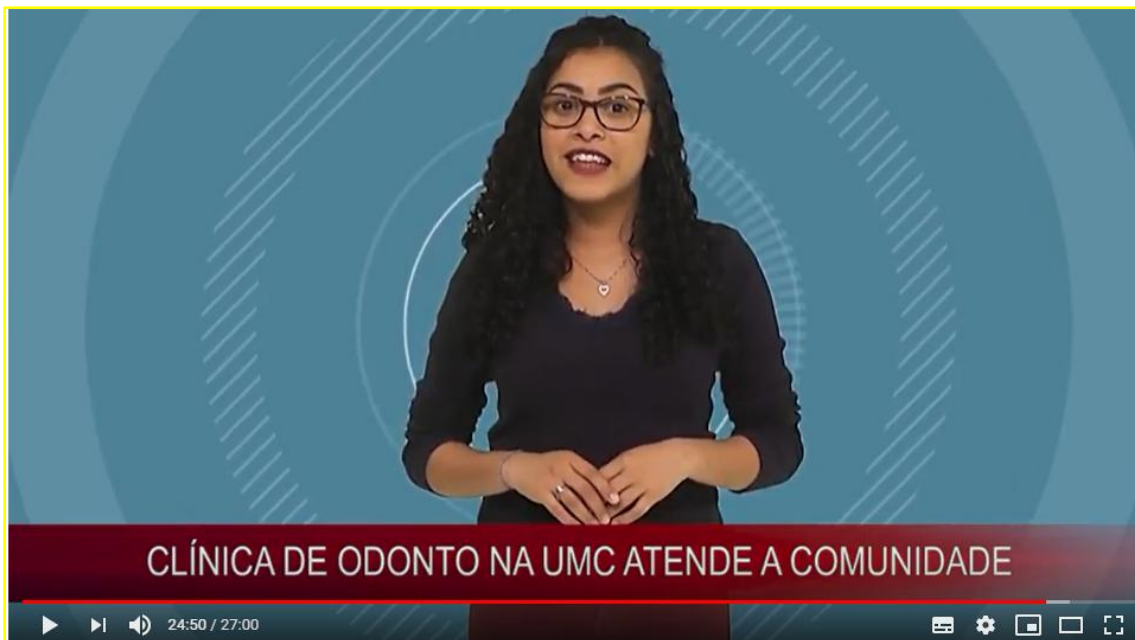 CLÍNICA DE ODONTO NA UMC ATENDE A COMUNIDADE
24:50 / 27:00